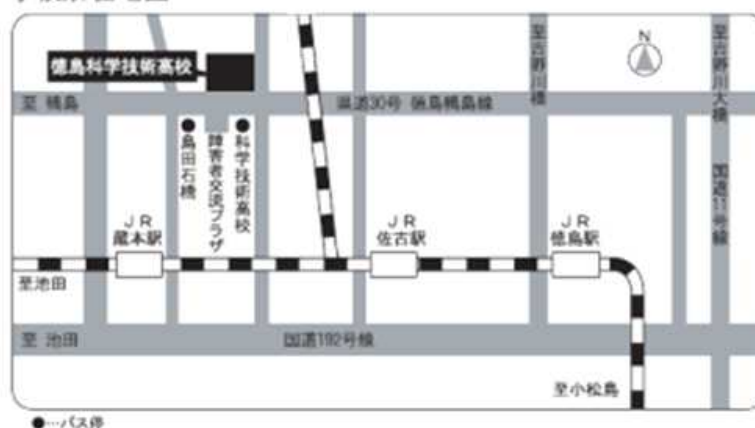 徳島科学技術高校
至 鴨島
県道30号 徳島鴨島線
至吉野川橋
N
至吉野川大橋
国道11号線
島田石橋
障害者交流プラザ
科学技術高校
JR
蔵本駅
JR
佐古駅
JR
徳島駅
至池田
至 池田
国道192号線
至小松島
●…バス停